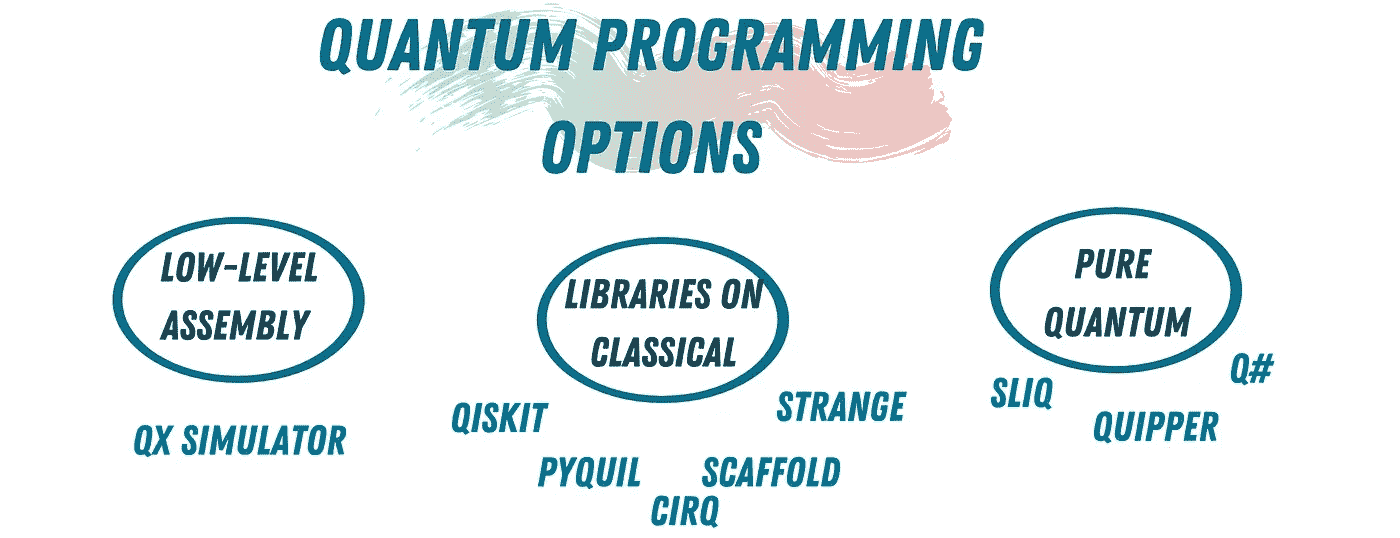 QUANTUM PROGRAMMING
OPTIONS
LOW-LEVEL
ASSEMBLY
QX SIMULATOR
LIBRARIES ON
CLASSICAL
QISKIT
STRANGE
PYQUIL
SCAFFOLD
CIRQ
PURE
QUANTUM
Q#
SLIQ
QUIPPER